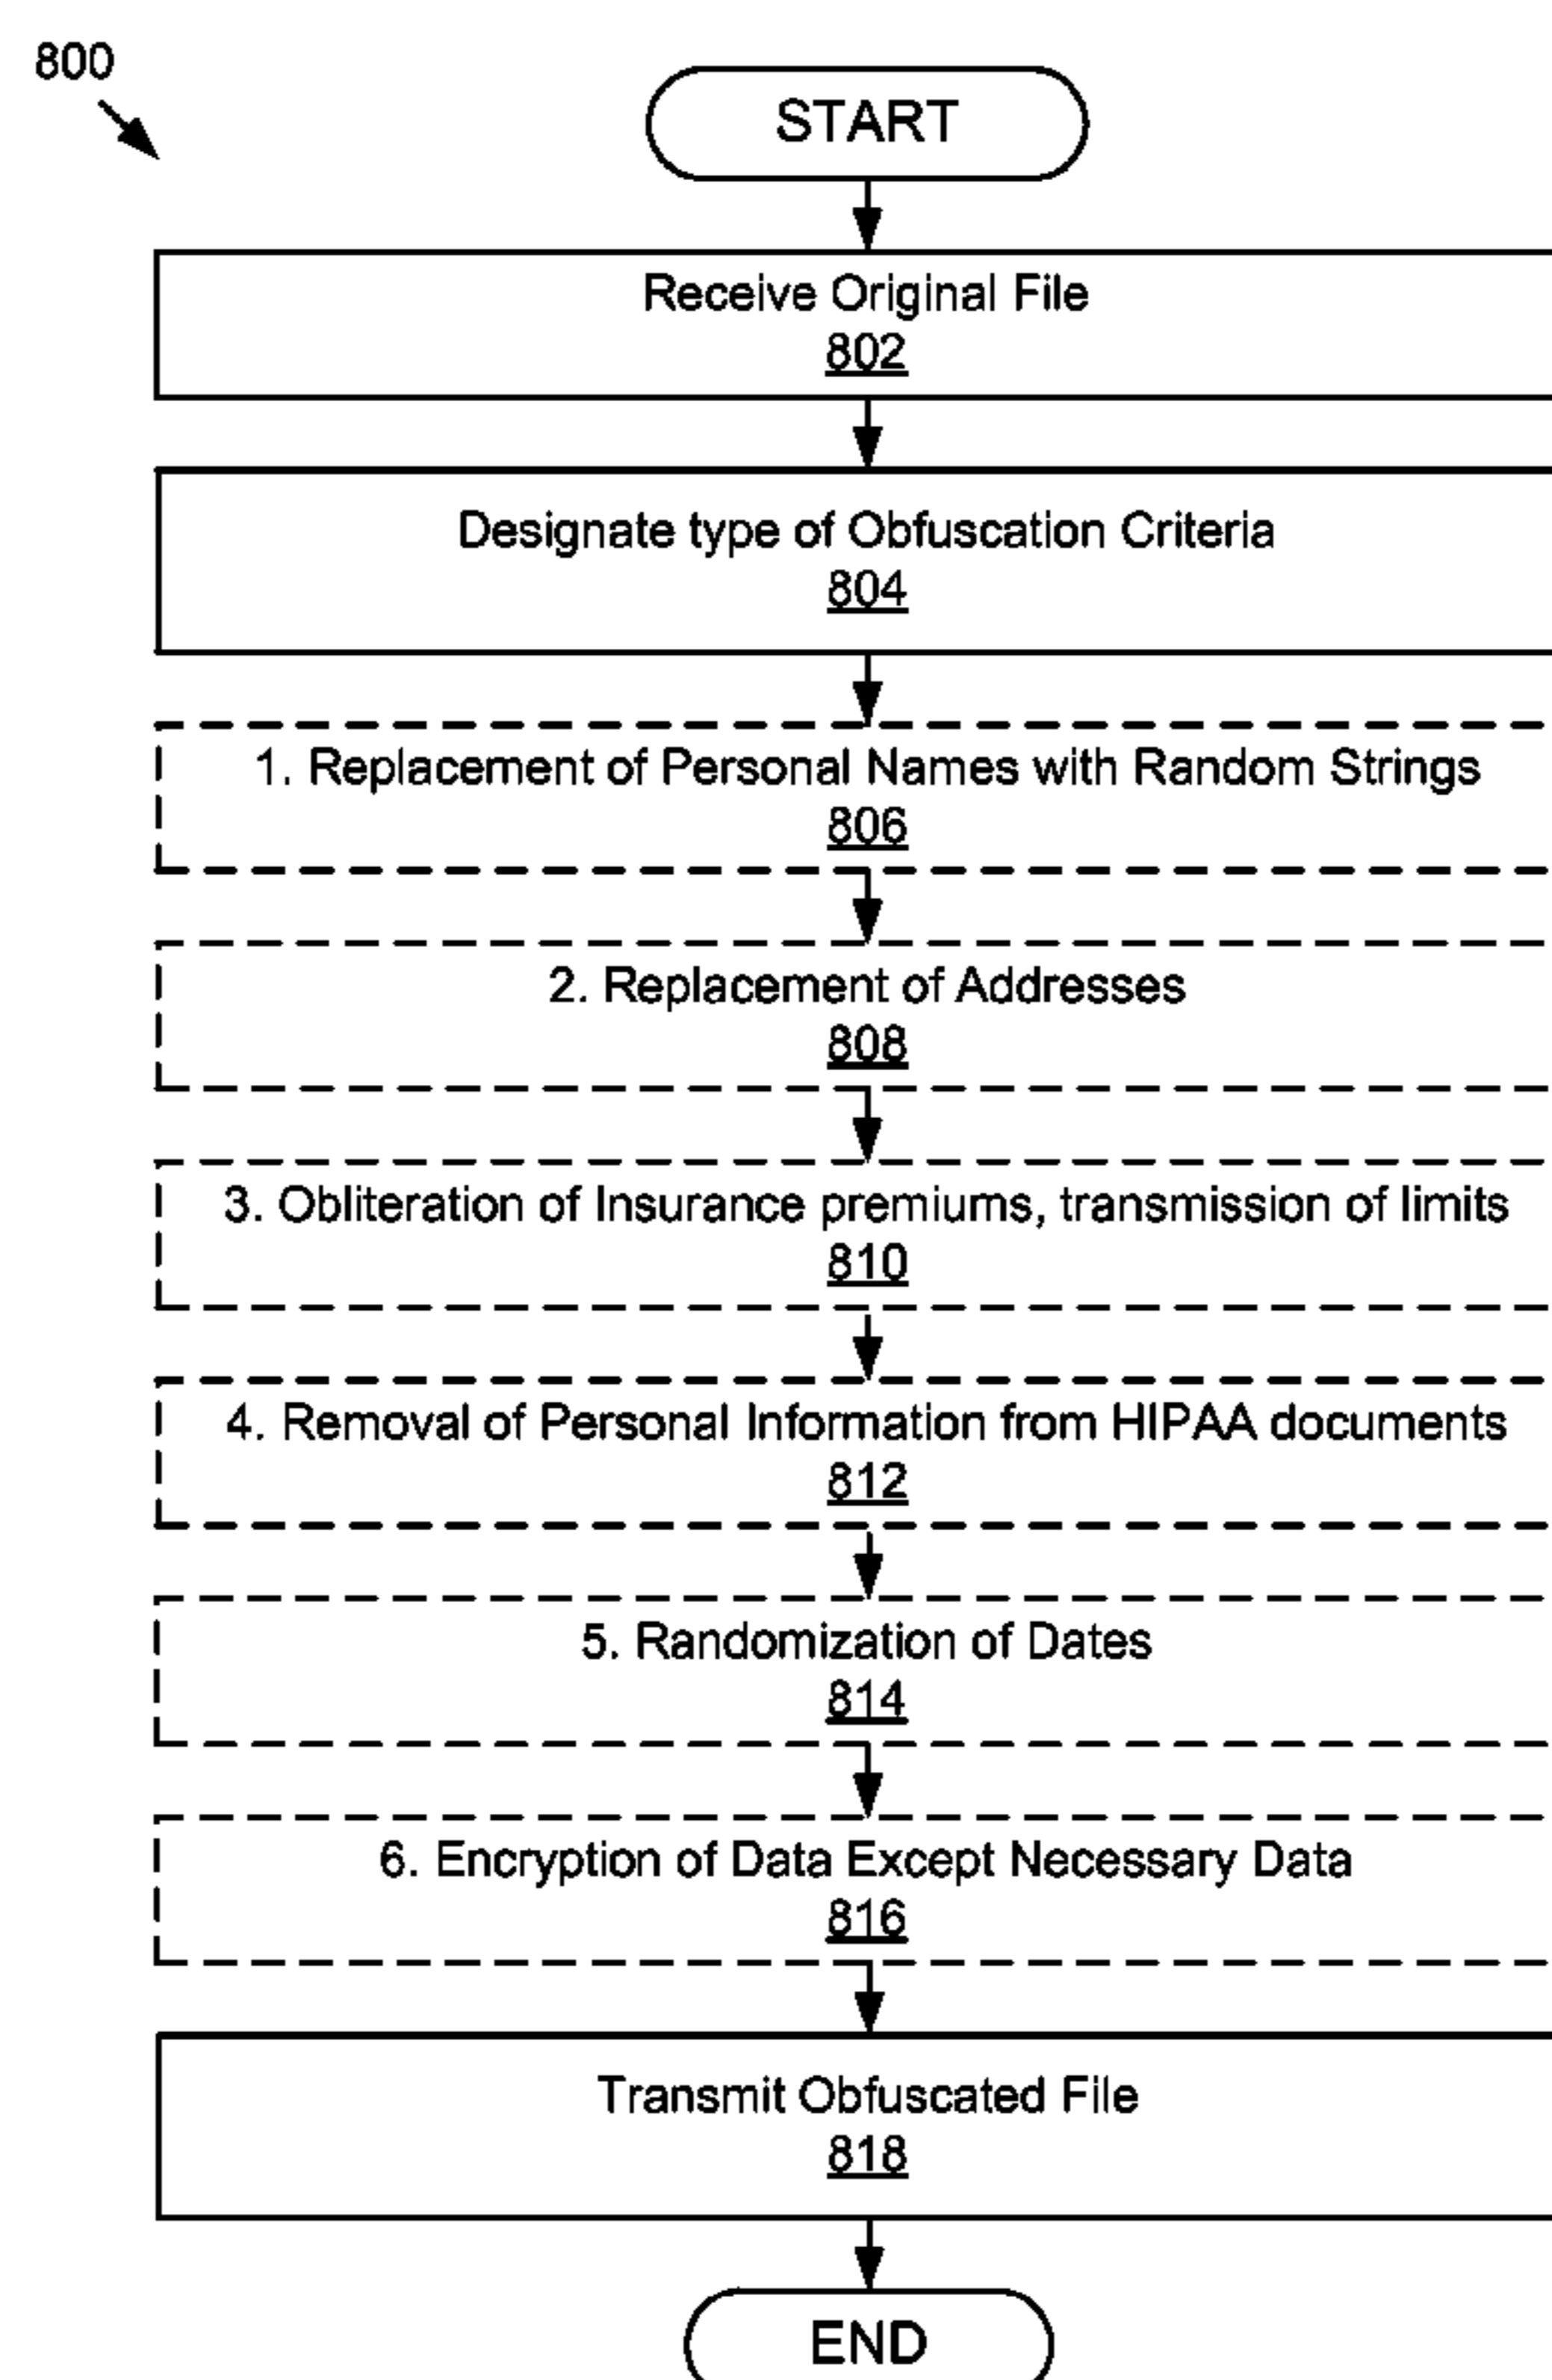 800
START
Receive Original File
802
Designate type of Obfuscation Criteria
804
1. Replacement of Personal Names with Random Strings
806
2. Replacement of Addresses
808
3. Obliteration of Insurance premiums, transmission of limits
810
4. Removal of Personal Information from HIPAA documents
812
5. Randomization of Dates
814
6. Encryption of Data Except Necessary Data
816
Transmit Obfuscated File
818
END